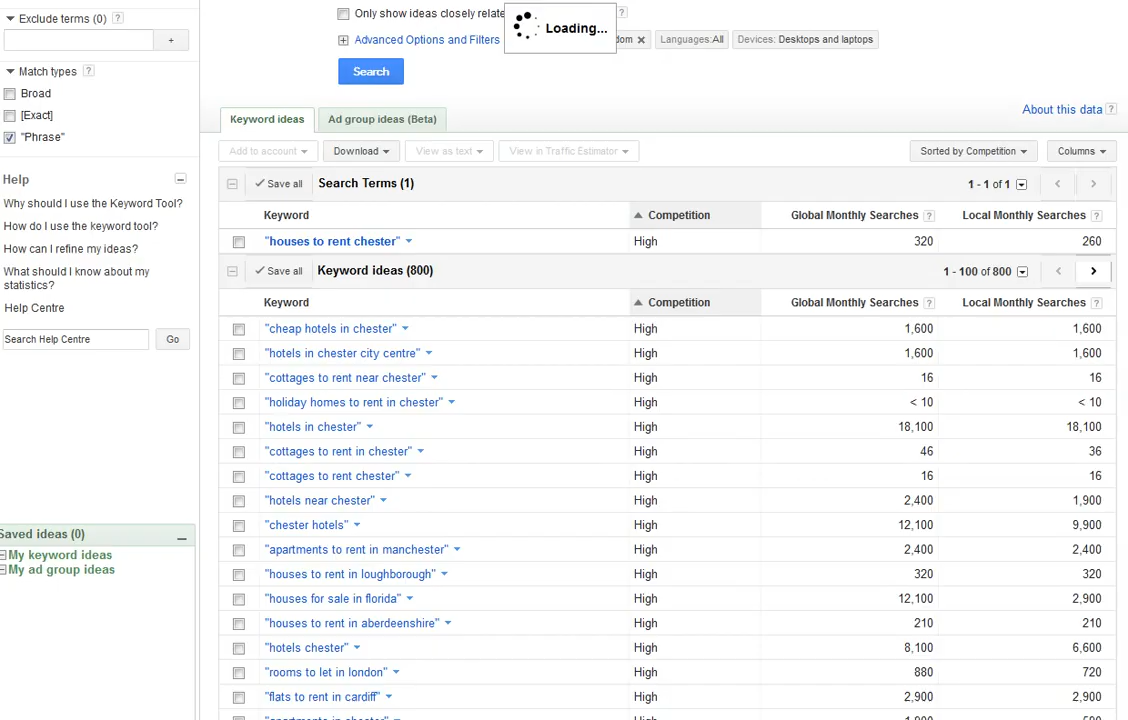 Exclude terms (0) ?
+
Match types ?
Broad
[Exact]
"Phrase"
Help
Why should I use the Keyword Tool?
How do I use the keyword tool?
How can I refine my ideas?
What should I know about my
statistics?
Help Centre
Search Help Centre Go
Saved ideas (0)
My keyword ideas
My ad group ideas
Only show ideas closely relate ?
Loading...
Advanced Options and Filters Languages:All Devices: Desktops and laptops
Search
About this data ?
Keyword ideas Ad group ideas (Beta)
Add to account Download View as text View in Traffic Estimator Sorted by Competition Columns
Save all Search Terms (1) 1 - 1 of 1
Keyword Competition Global Monthly Searches ? Local Monthly Searches ?
"houses to rent chester" High 320 260
Save all Keyword ideas (800) 1 - 100 of 800
Keyword Competition Global Monthly Searches ? Local Monthly Searches ?
"cheap hotels in chester" High 1,600 1,600
"hotels in chester city centre" High 1,600 1,600
"cottages to rent near chester" High 16 16
"holiday homes to rent in chester" High < 10 < 10
"hotels in chester" High 18,100 18,100
"cottages to rent in chester" High 46 36
"cottages to rent chester" High 16 16
"hotels near chester" High 2,400 1,900
"chester hotels" High 12,100 9,900
"apartments to rent in manchester" High 2,400 2,400
"houses to rent in loughborough" High 320 320
"houses for sale in florida" High 12,100 2,900
"houses to rent in aberdeenshire" High 210 210
"hotels chester" High 8,100 6,600
"rooms to let in london" High 880 720
"flats to rent in cardiff" High 2,900 2,900